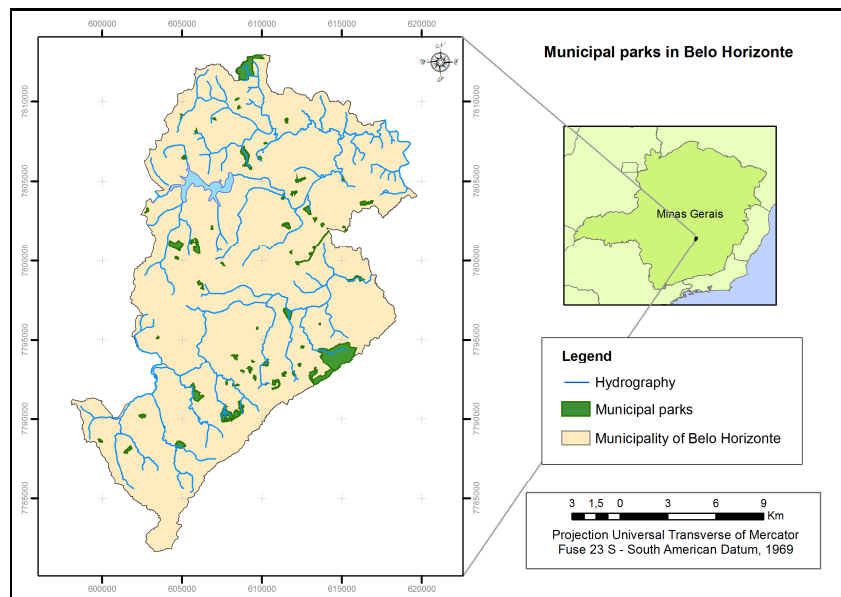 600000 605000 610000 615000 620000
7810000
7805000
7800000
7795000
7790000
7785000
7810000
7805000
7800000
7795000
7790000
7785000
600000 605000 610000 615000 620000
Municipal parks in Belo Horizonte
Minas Gerais
Legend
Hydrography
Municipal parks
Municipality of Belo Horizonte
3 1,5 0 3 6 9
Km
Projection Universal Transverse of Mercator
Fuse 23 S - South American Datum, 1969